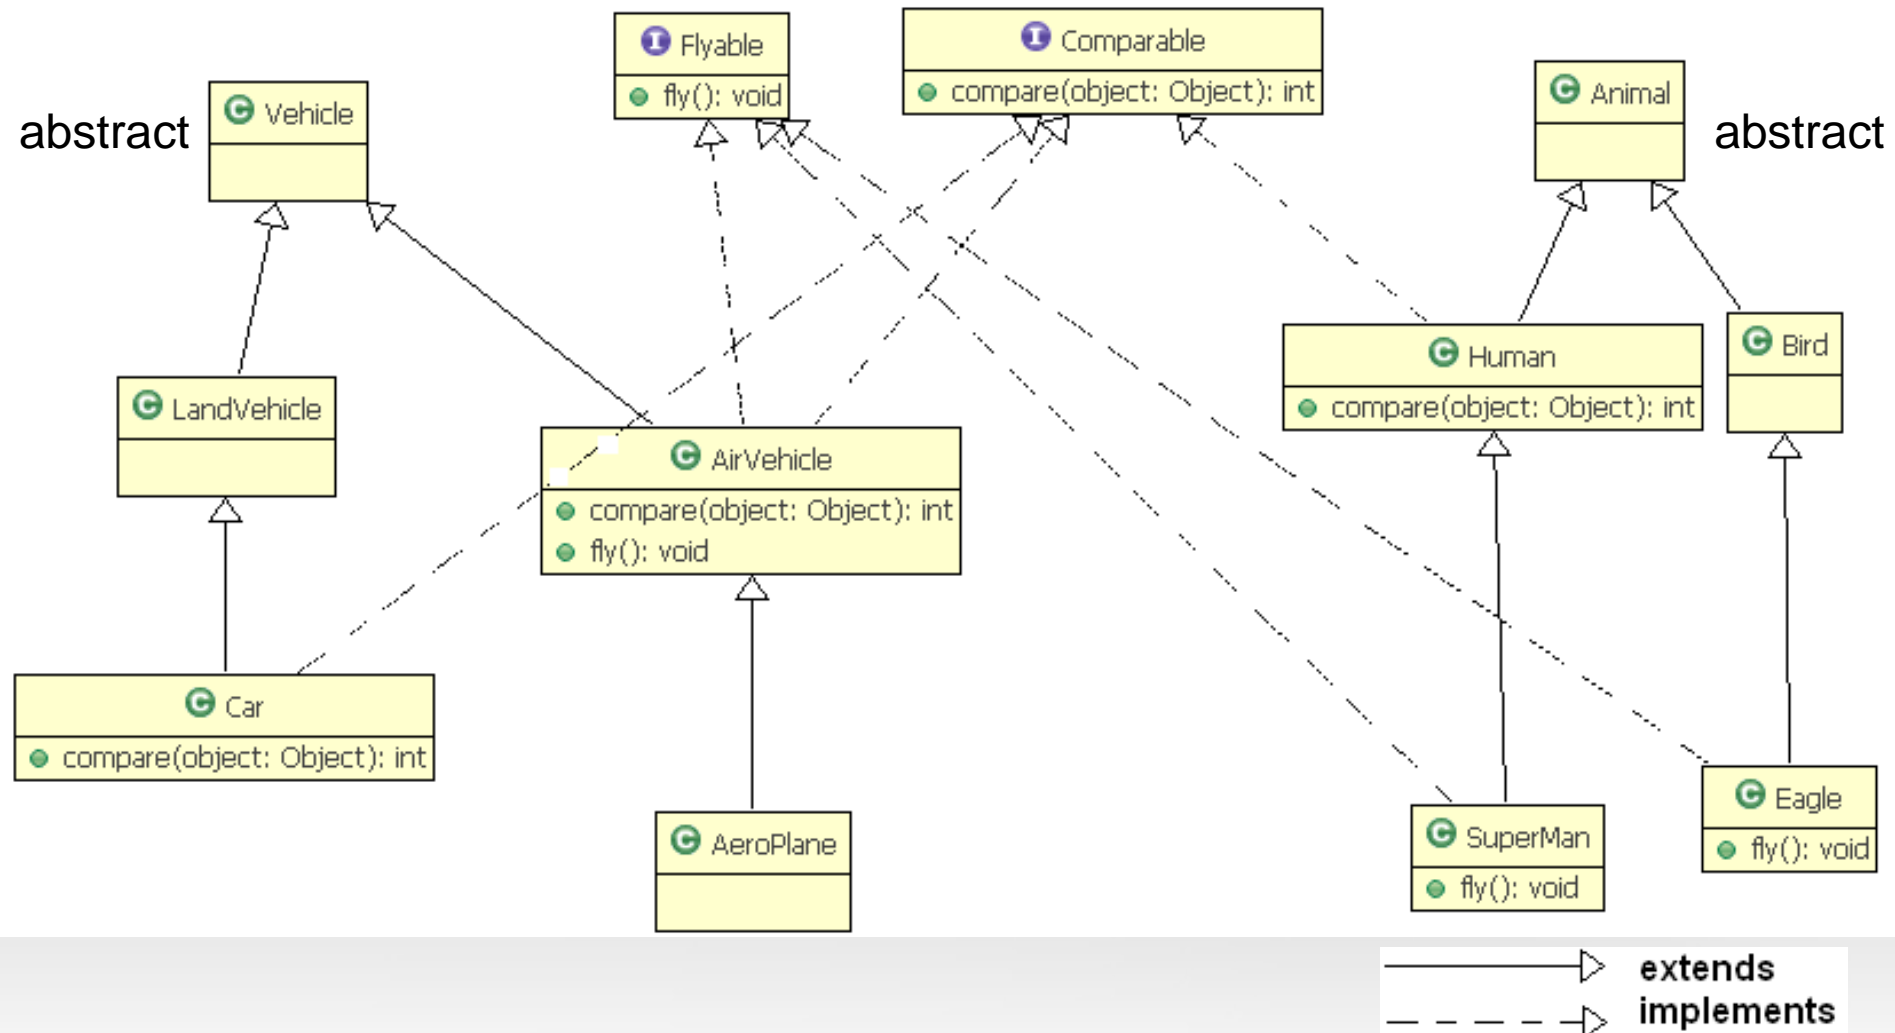 I Flyable
fly(): void
I Comparable
compare(object: Object): int
abstract
C Vehicle
C Animal
abstract
C LandVehicle
C AirVehicle
compare(object: Object): int
fly(): void
C Human
compare(object: Object): int
C Bird
C Car
compare(object: Object): int
C AeroPlane
C SuperMan
fly(): void
C Eagle
fly(): void
extends
implements